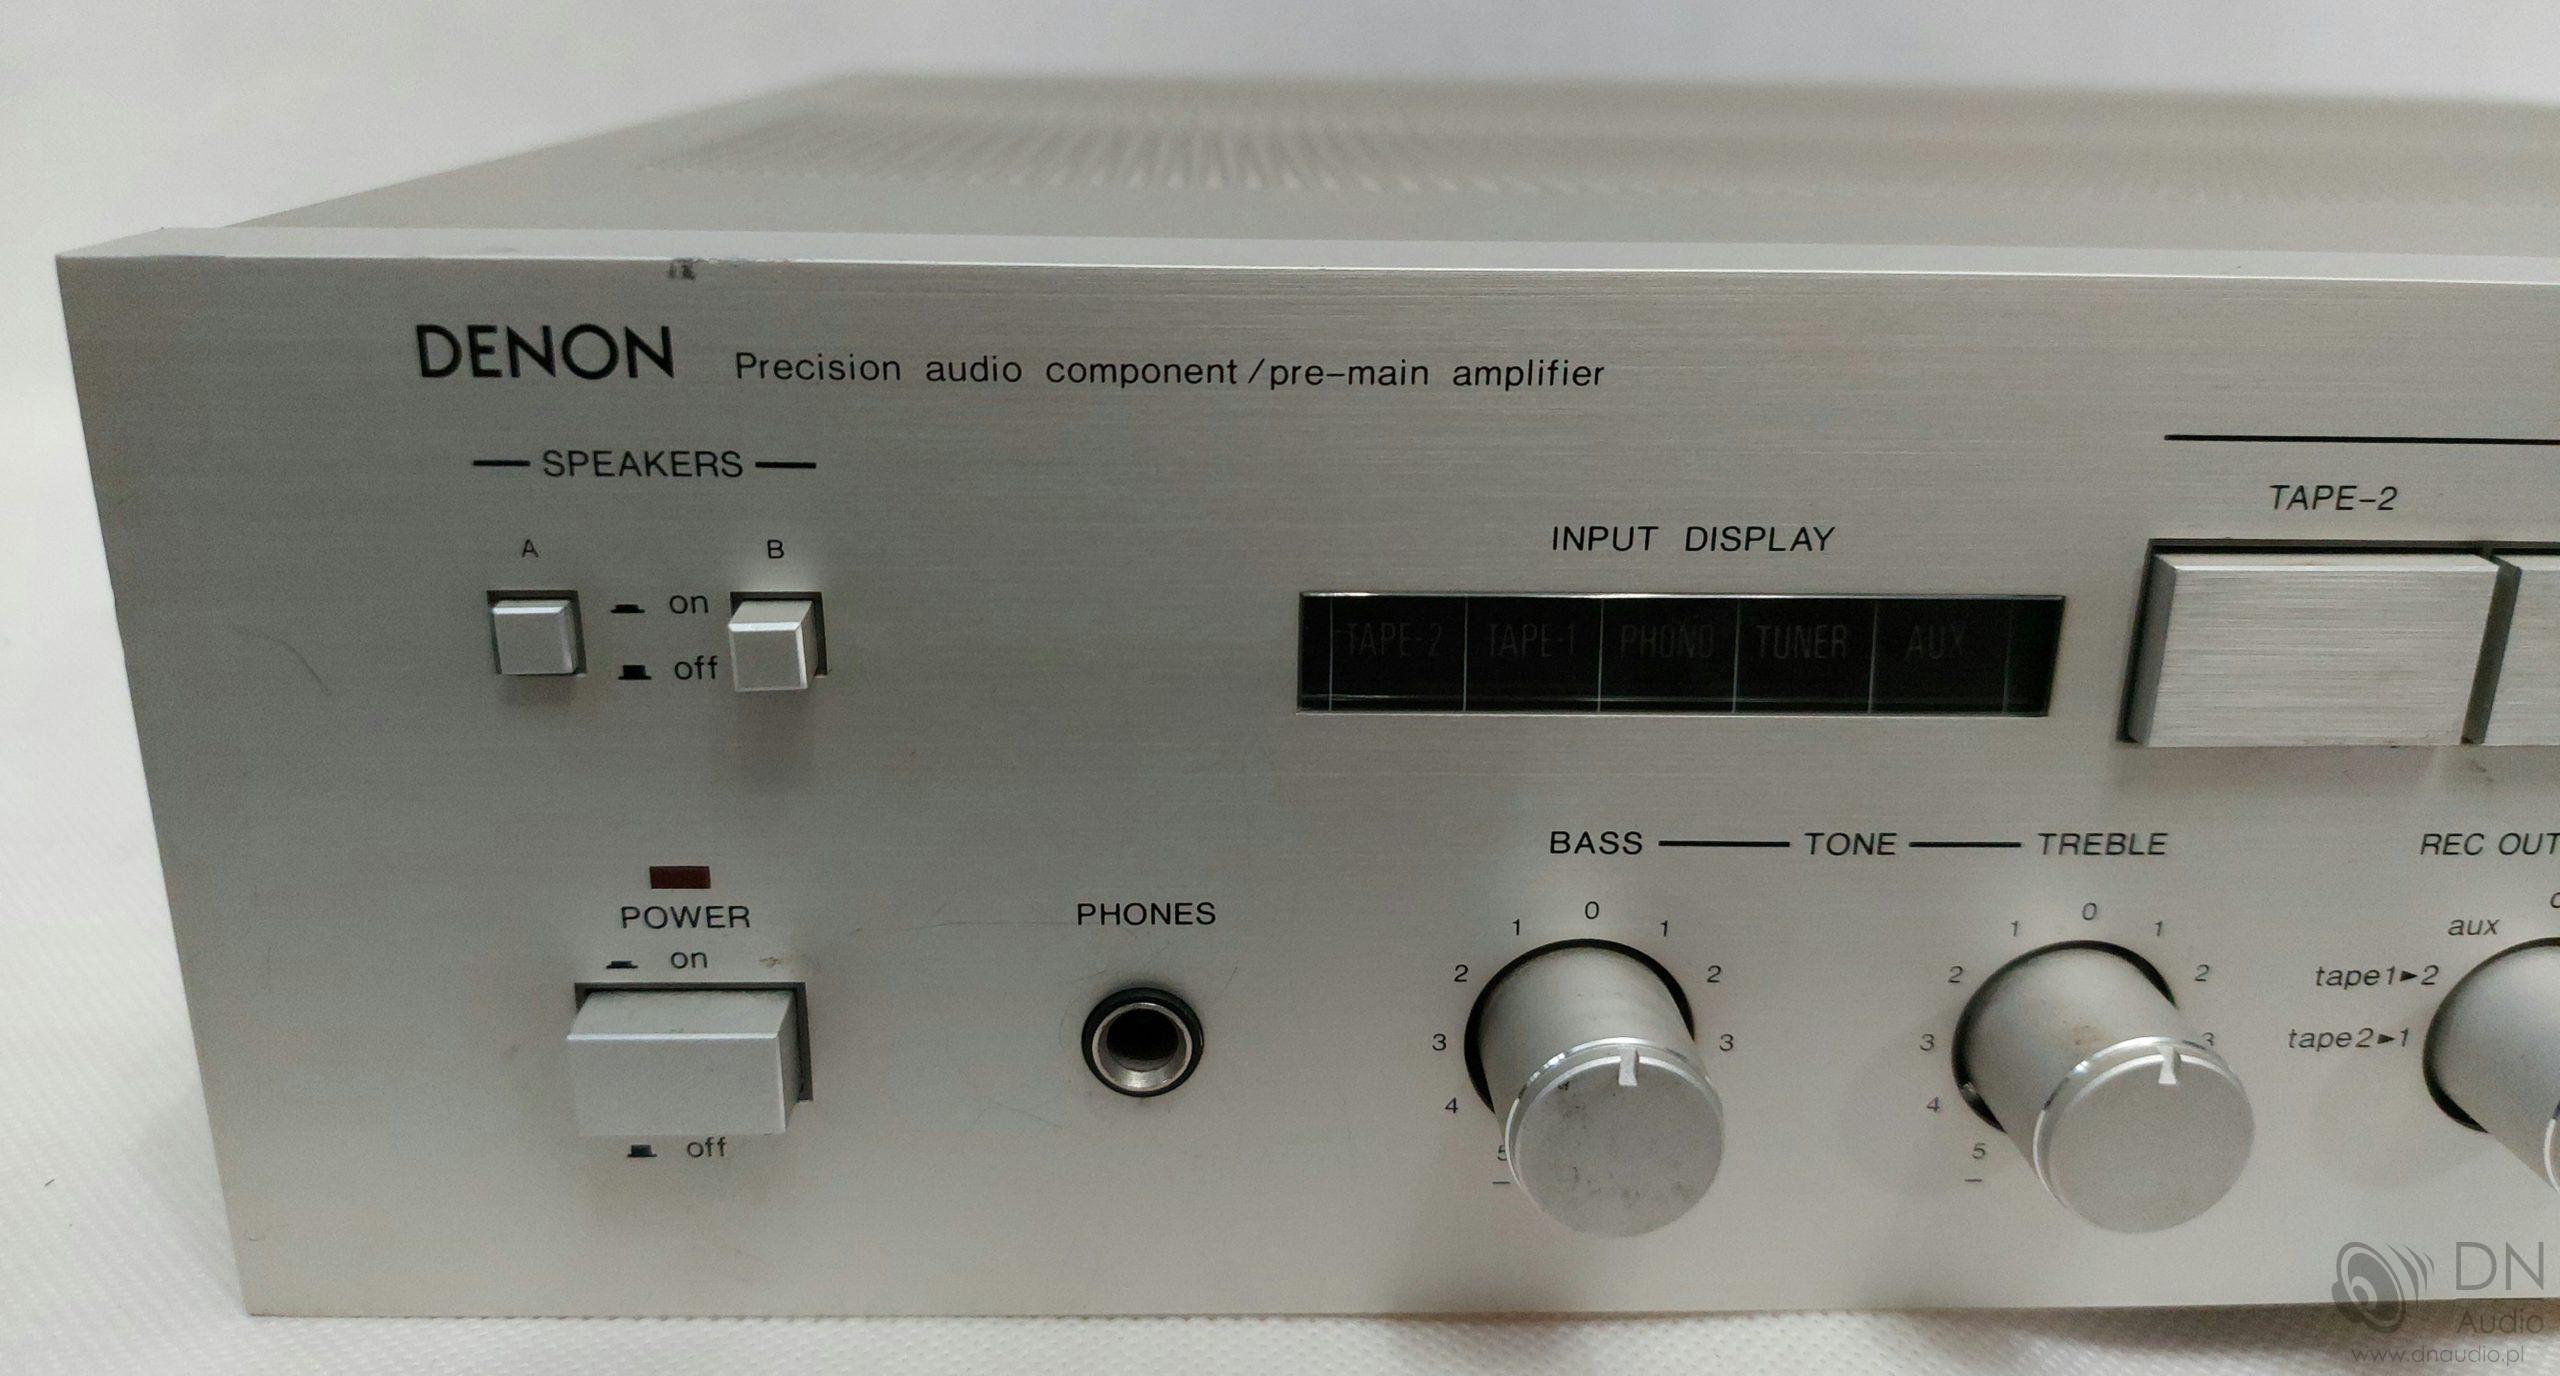 DENON Precision audio component/pre-main amplifier
SPEAKERS
A B
on
off
TAPE-2
INPUT DISPLAY
TAPE-2 TAPE-1 PHONO TUNER AUX
POWER
on
off
PHONES
BASS TONE TREBLE
1 0 1
2 2
3 3
4
5
-
1 0 1
2 2
3 3
4
5
-
REC OUT
aux
tape1►2
tape2►1
DN
Audio
www.dnaudio.pl